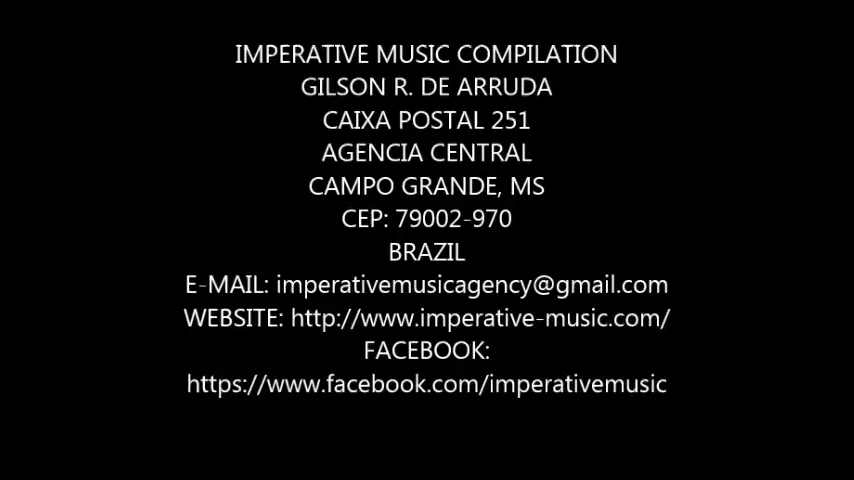 IMPERATIVE MUSIC COMPILATION
GILSON R. DE ARRUDA
CAIXA POSTAL 251
AGENCIA CENTRAL
CAMPO GRANDE, MS
CEP: 79002-970
BRAZIL
E-MAIL: imperativemusicagency@gmail.com
WEBSITE: http://www.imperative-music.com/
FACEBOOK:
https://www.facebook.com/imperativemusic